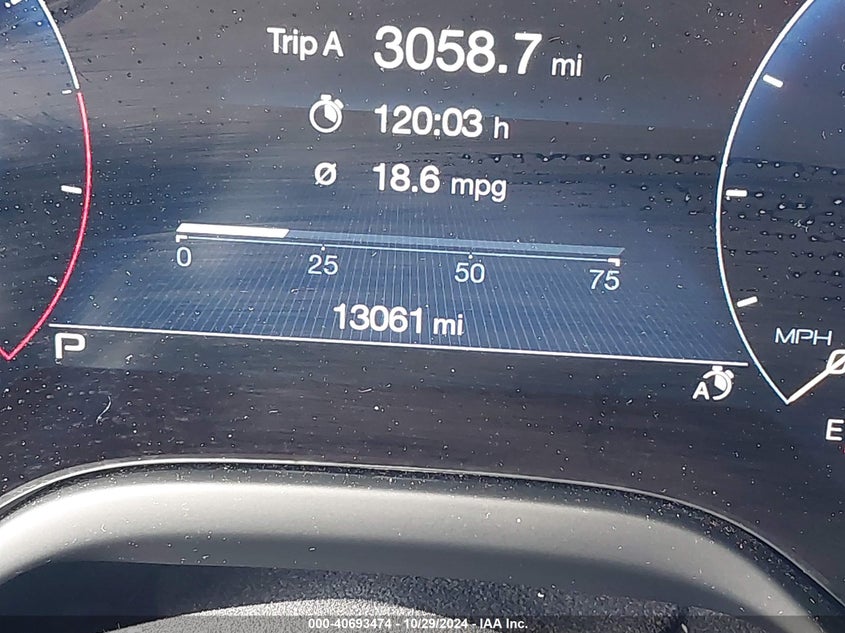 Trip A 3058.7 mi
120:03 h
Ø 18.6 mpg
0 25 50 75
13061 mi
P
A
MPH
0
E
000-40693474 - 10/29/2024 - IAA Inc.